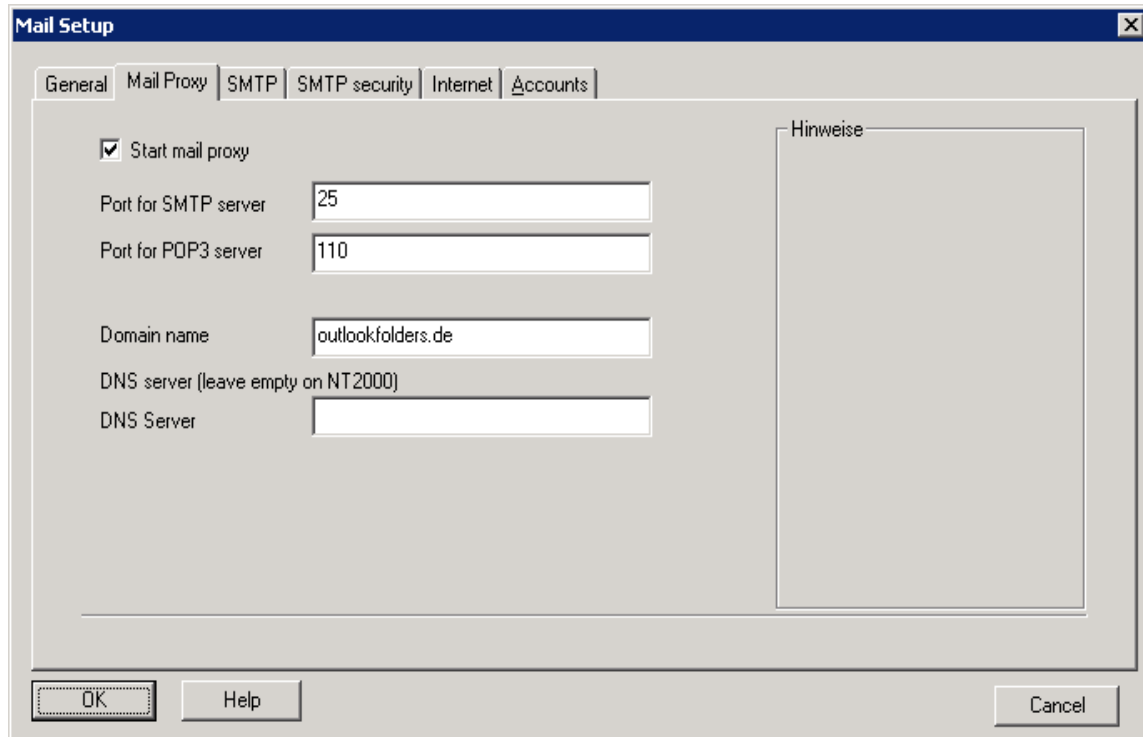 Mail Setup
General Mail Proxy SMTP SMTP security Internet Accounts
Hinweise
Start mail proxy
Port for SMTP server 25
Port for POP3 server 110
Domain name outlookfolders.de
DNS server (leave empty on NT2000)
DNS Server
OK Help Cancel